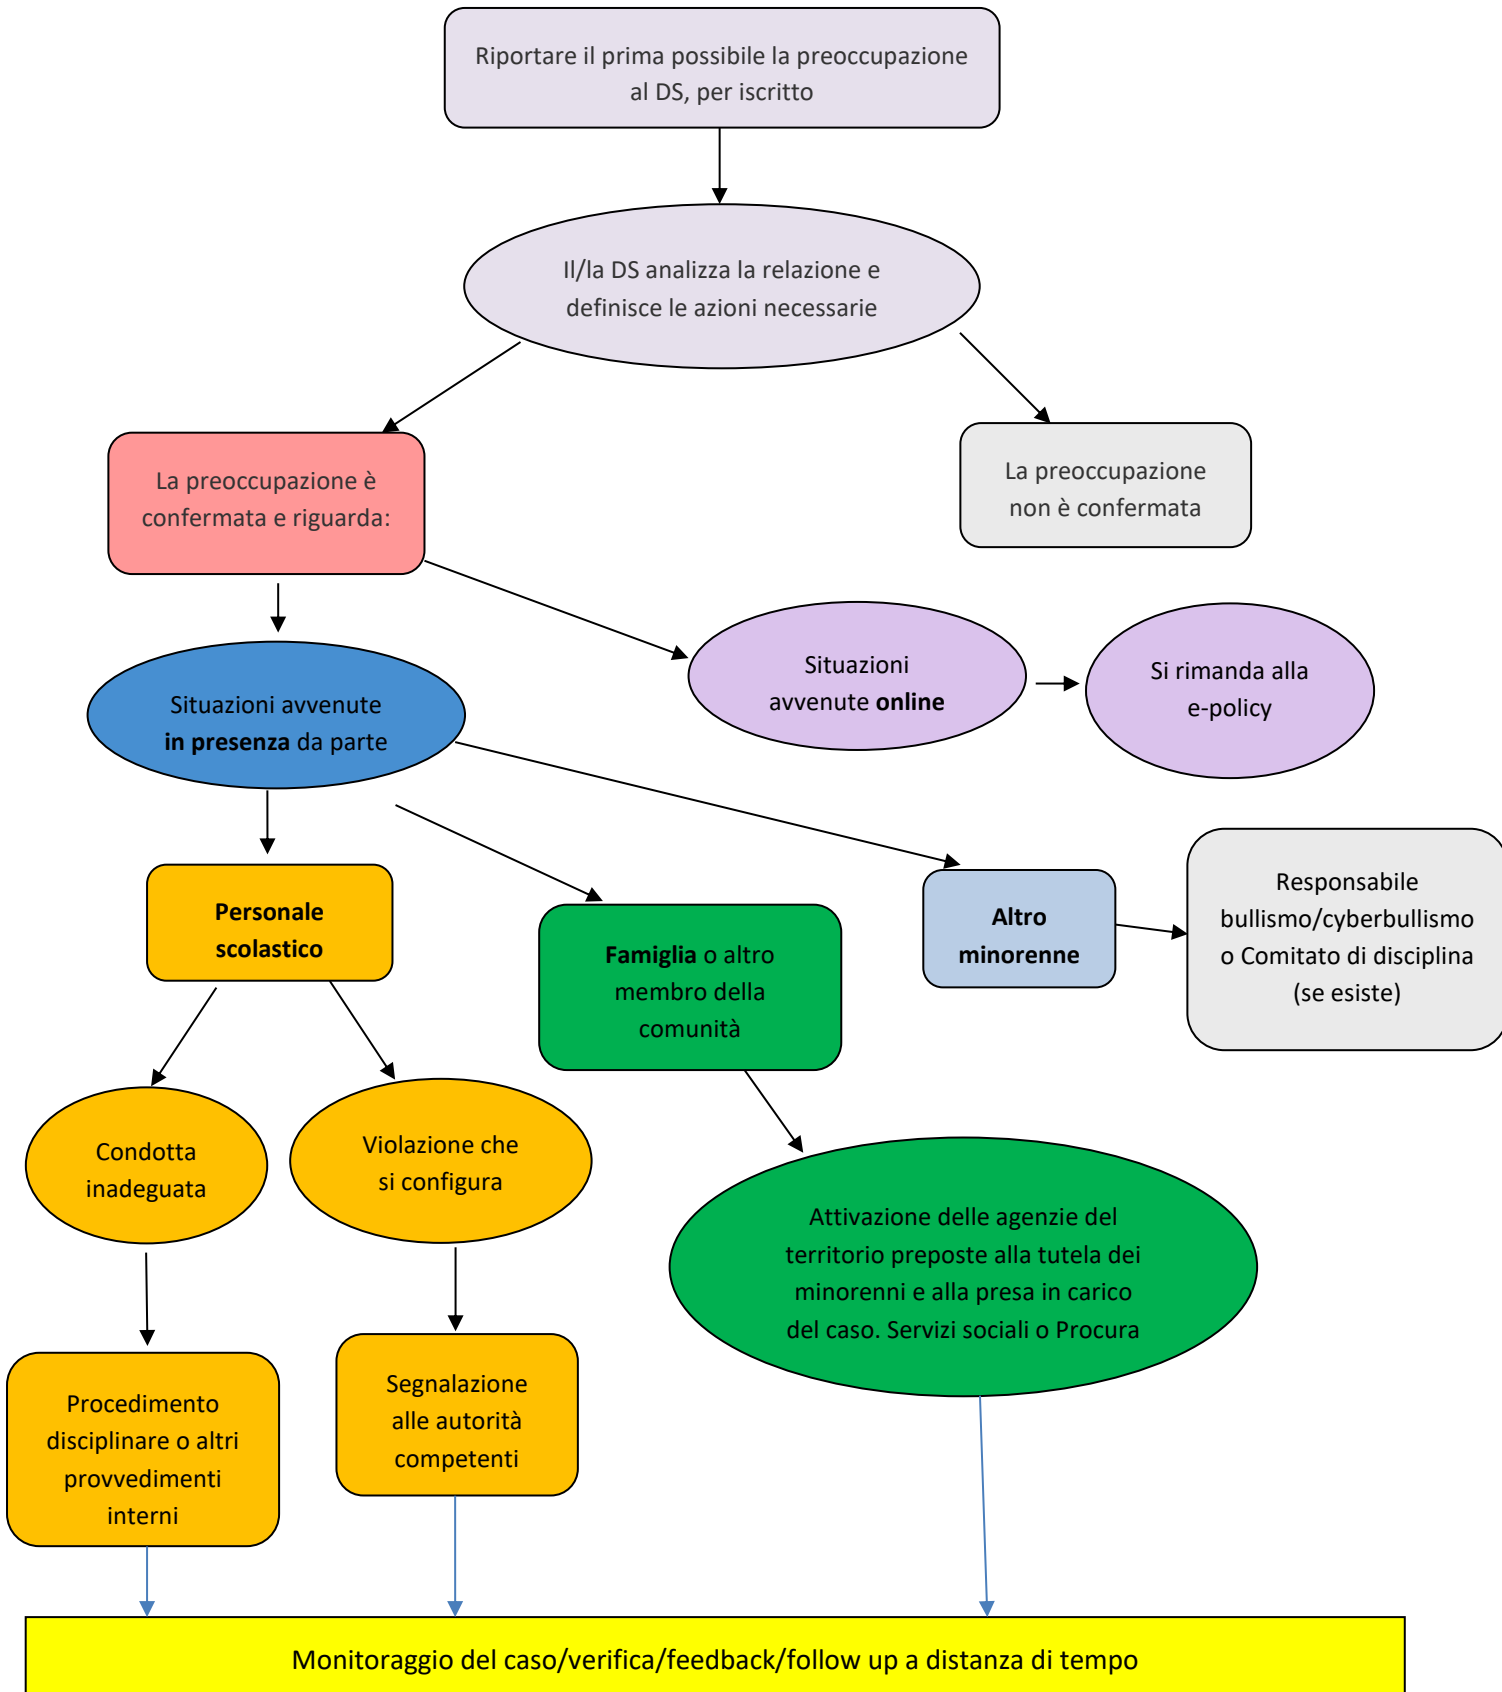 Riportare il prima possibile la preoccupazione
al DS, per iscritto
Il/la DS analizza la relazione e
definisce le azioni necessarie
La preoccupazione è
confermata e riguarda:
La preoccupazione
non è confermata
Situazioni avvenute
in presenza da parte
Situazioni
avvenute online
Si rimanda alla
e-policy
Personale
scolastico
Famiglia o altro
membro della
comunità
Altro
minorenne
Responsabile
bullismo/cyberbullismo
o Comitato di disciplina
(se esiste)
Condotta
inadeguata
Violazione che
si configura
Attivazione delle agenzie del
territorio preposte alla tutela dei
minorenni e alla presa in carico
del caso. Servizi sociali o Procura
Procedimento
disciplinare o altri
provvedimenti
interni
Segnalazione
alle autorità
competenti
Monitoraggio del caso/verifica/feedback/follow up a distanza di tempo